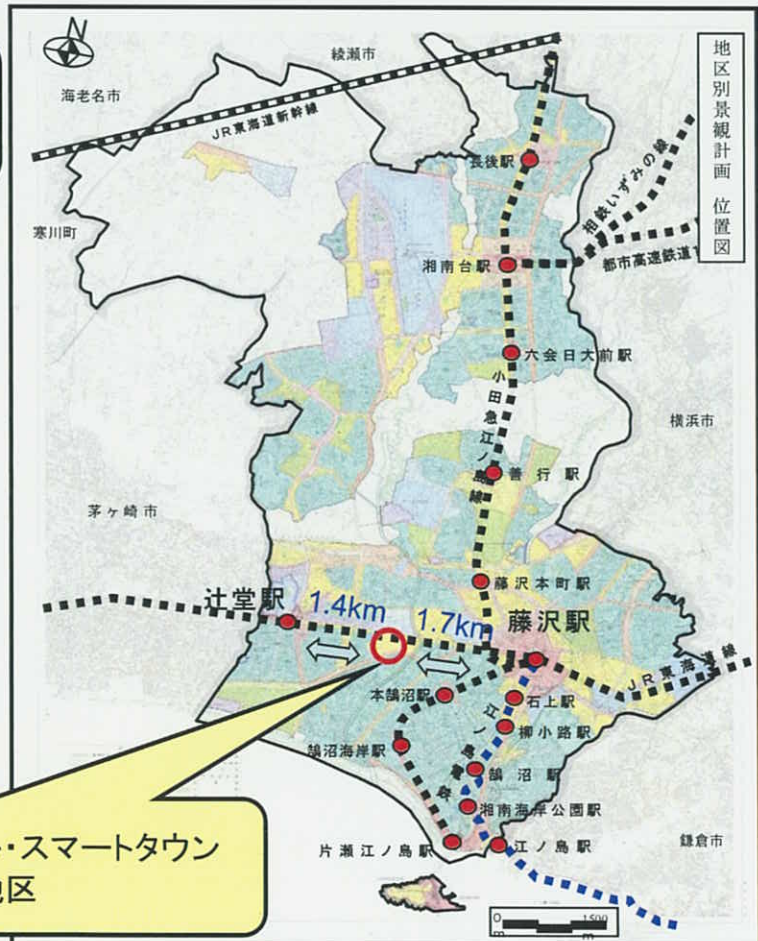 N
綾瀬市
海老名市
JR東海道新幹線
地区別景観計画 位置図
長後駅
相鉄いずみの線
寒川町
湘南台駅
都市高速鉄道
六会日大前駅
小田急江ノ島線
横浜市
善行駅
茅ヶ崎市
藤沢本町駅
辻堂駅
1.4km
1.7km
藤沢駅
JR東海道線
本鵠沼駅
石上駅
江ノ島電鉄
柳小路駅
鵠沼海岸駅
鵠沼駅
湘南海岸公園駅
・スマートタウン
片瀬江ノ島駅
江ノ島駅
鎌倉市
地区
0
1500
m
m